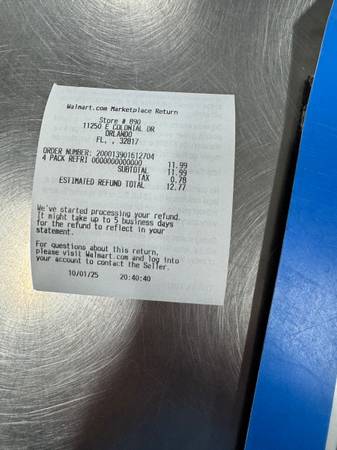 Walmart.com Marketplace Return
Store # 890
11250 E COLONIAL DR
ORLANDO
FL, , 32817
ORDER NUMBER: 200013901612704
4 PACK REFRI 000000000000 11.99
SUBTOTAL 11.99
TAX 0.78
ESTIMATED REFUND TOTAL 12.77
We've started processing your refund.
It might take up to 5 business days
for the refund to reflect in your
statement.
For questions about this return,
please visit Walmart.com and log into
your account to contact the Seller.
10/01/25 20:40:40